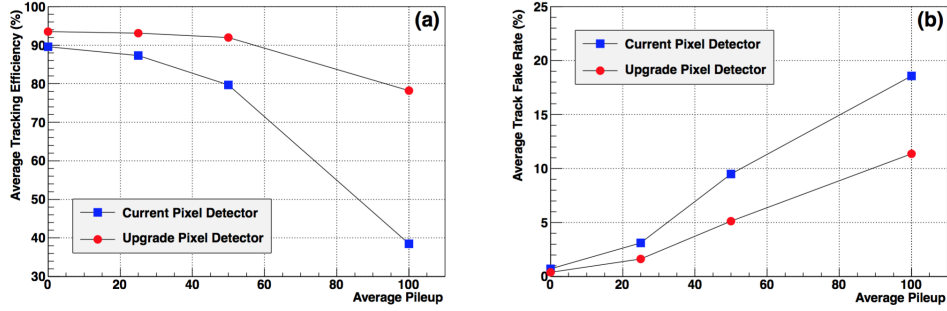 (a)
Average Tracking Efficiency (%)
100
90
80
70
60
50
40
30
Current Pixel Detector
Upgrade Pixel Detector
0 20 40 60 80 100
Average Pileup
(b)
Average Track Fake Rate (%)
25
20
15
10
5
0
Current Pixel Detector
Upgrade Pixel Detector
0 20 40 60 80 100
Average Pileup